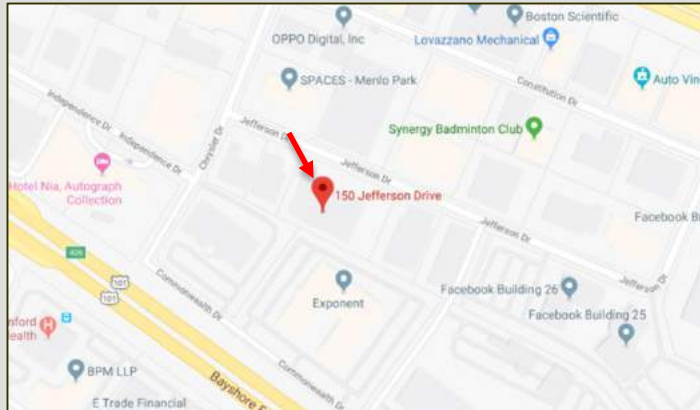 Boston Scientific
OPPO Digital, Inc
Lovazzano Mechanical
SPACES - Menlo Park
Auto Vin
Constitution Dr
Independence Dr
Independence Dr
Chrysler Dr
Jefferson D
Synergy Badminton Club
Jefferson Dr
Hotel Nia, Autograph
Collection
150 Jefferson Drive
Jefferson Dr
Facebook B
101
101
Commonwealth Dr
Exponent
Facebook Building 26
Jefferson Dr
Facebook Building 25
nford
ealth
H
BPM LLP
Commonwealth Dr
Bayshore F
E Trade Financial